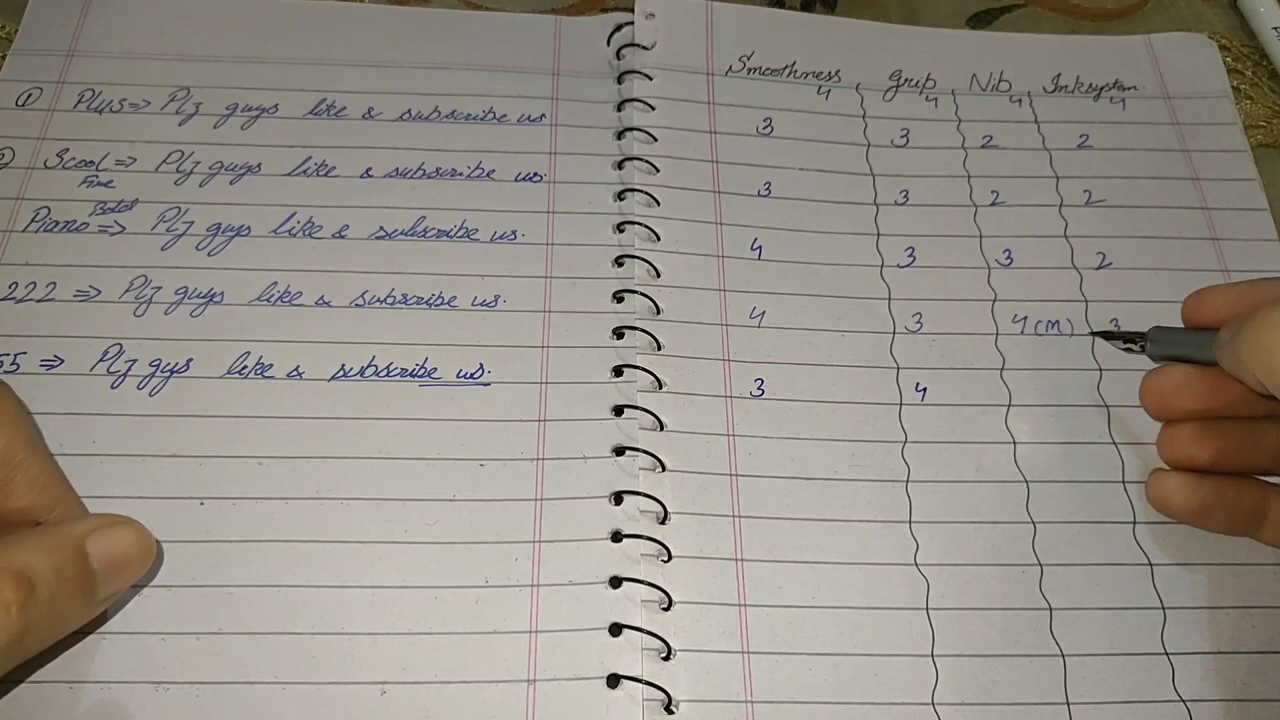 ① Plus ⇒ Plz guys like & subscribe us
Scool ⇒ Plz guys like & subscribe us.
Fine
Bold
Piano ⇒ Plz guys like & subscribe us.
222 ⇒ Plz guys like & subscribe us.
55 ⇒ Plz guys like & subscribe us.
Smoothness Grip Nib Inksystem
4 4 4 4
3 3 2 2
3 3 2 2
4 3 3 2
4 3 4(M) 3
3 4